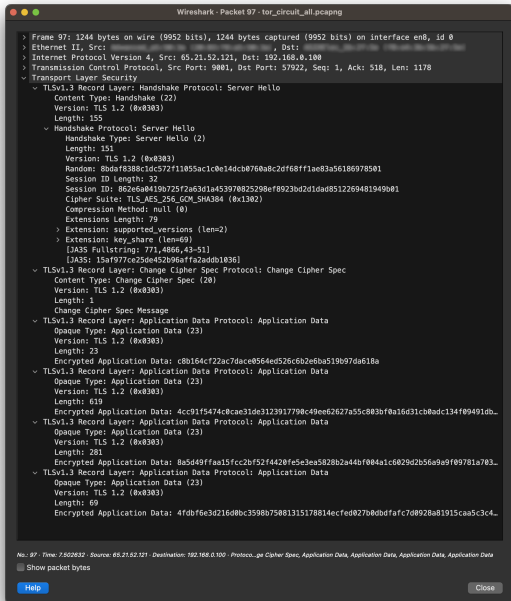 Wireshark · Packet 97 · tor_circuit_all.pcapng
Frame 97: 1244 bytes on wire (9952 bits), 1244 bytes captured (9952 bits) on interface en8, id 0
Ethernet II, Src: , Dst:
Internet Protocol Version 4, Src: 65.21.52.121, Dst: 192.168.0.100
Transmission Control Protocol, Src Port: 9001, Dst Port: 57922, Seq: 1, Ack: 518, Len: 1178
Transport Layer Security
TLSv1.3 Record Layer: Handshake Protocol: Server Hello
Content Type: Handshake (22)
Version: TLS 1.2 (0x0303)
Length: 155
Handshake Protocol: Server Hello
Handshake Type: Server Hello (2)
Length: 151
Version: TLS 1.2 (0x0303)
Random: 8bdaf8388c1dc572f11055ac1c0e14dcb0760a8c2df68ff1ae83a56186978501
Session ID Length: 32
Session ID: 862e6a0419b725f2a63d1a453970825298ef8923bd2d1dad8512269481949b01
Cipher Suite: TLS_AES_256_GCM_SHA384 (0x1302)
Compression Method: null (0)
Extensions Length: 79
Extension: supported_versions (len=2)
Extension: key_share (len=69)
[JA3S Fullstring: 771,4866,43-51]
[JA3S: 15af977ce25de452b96affa2addb1036]
TLSv1.3 Record Layer: Change Cipher Spec Protocol: Change Cipher Spec
Content Type: Change Cipher Spec (20)
Version: TLS 1.2 (0x0303)
Length: 1
Change Cipher Spec Message
TLSv1.3 Record Layer: Application Data Protocol: Application Data
Opaque Type: Application Data (23)
Version: TLS 1.2 (0x0303)
Length: 23
Encrypted Application Data: c8b164cf22ac7dace0564ed526c6b2e6ba519b97da618a
TLSv1.3 Record Layer: Application Data Protocol: Application Data
Opaque Type: Application Data (23)
Version: TLS 1.2 (0x0303)
Length: 619
Encrypted Application Data: 4cc91f5474c0cae31de3123917790c49ee62627a55c803bf0a16d31cb0adc134f09491db…
TLSv1.3 Record Layer: Application Data Protocol: Application Data
Opaque Type: Application Data (23)
Version: TLS 1.2 (0x0303)
Length: 281
Encrypted Application Data: 8a5d49ffaa15fcc2bf52f4420fe5e3ea5828b2a44bf004a1c6029d2b56a9a9f09781a703…
TLSv1.3 Record Layer: Application Data Protocol: Application Data
Opaque Type: Application Data (23)
Version: TLS 1.2 (0x0303)
Length: 69
Encrypted Application Data: 4fdbf6e3d216d0bc3598b75081315178814ecfed027b0dbdfafc7d0928a81915caa5c3c4…
No.: 97 · Time: 7.502632 · Source: 65.21.52.121 · Destination: 192.168.0.100 · Protoco…ge Cipher Spec, Application Data, Application Data, Application Data, Application Data
Show packet bytes
Help
Close